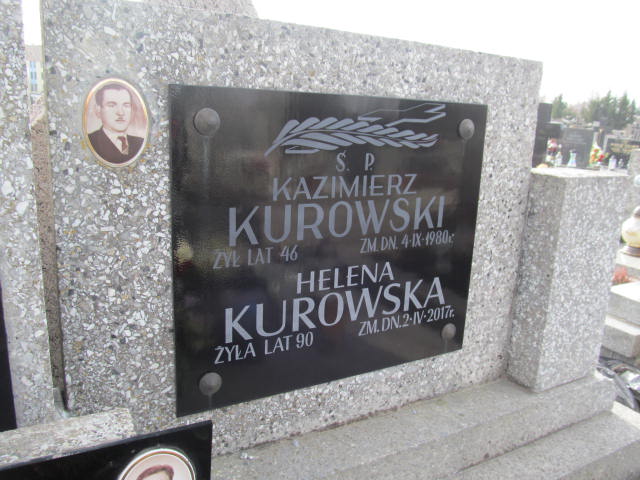 Ś. P.
KAZIMIERZ
KUROWSKI
ŻYŁ LAT 46 ZM. DN. 4·IX·1980r.
HELENA
KUROWSKA
ŻYŁA LAT 90 ZM. DN. 2·IV·2017r.